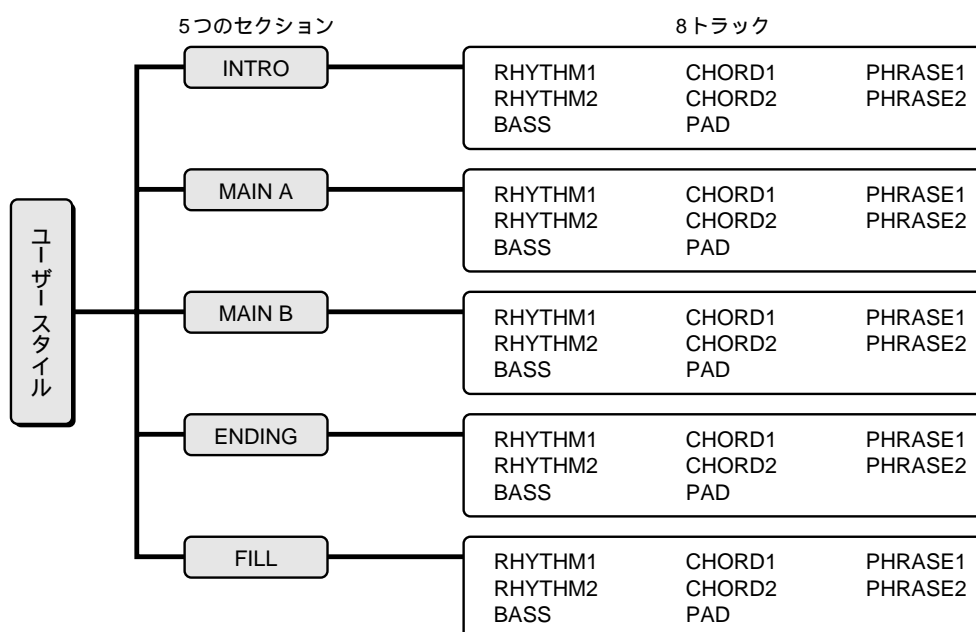 5つのセクション
8トラック
ユーザースタイル
INTRO
RHYTHM1 CHORD1 PHRASE1
RHYTHM2 CHORD2 PHRASE2
BASS PAD
MAIN A
RHYTHM1 CHORD1 PHRASE1
RHYTHM2 CHORD2 PHRASE2
BASS PAD
MAIN B
RHYTHM1 CHORD1 PHRASE1
RHYTHM2 CHORD2 PHRASE2
BASS PAD
ENDING
RHYTHM1 CHORD1 PHRASE1
RHYTHM2 CHORD2 PHRASE2
BASS PAD
FILL
RHYTHM1 CHORD1 PHRASE1
RHYTHM2 CHORD2 PHRASE2
BASS PAD